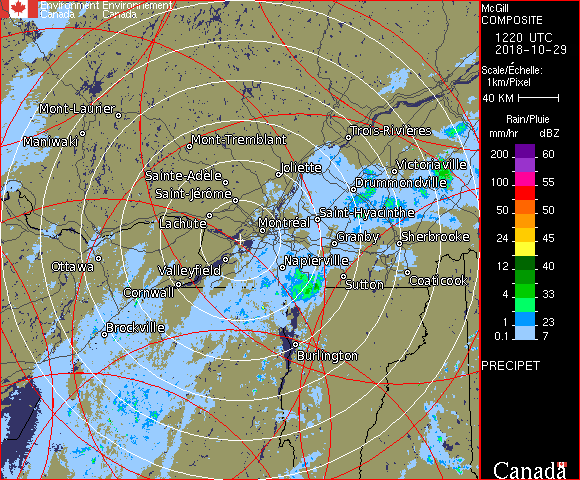 Environment Environnement
Canada Canada
McGill
COMPOSITE
1220 UTC
2018-10-29
Scale/Échelle:
1km/Pixel
40 KM
Rain/Pluie
mm/hr dBZ
200 60
100 55
50 50
24 45
12 40
4 33
1 23
0.1 7
PRECIPET
Canada
Mont-Laurier
Maniwaki
Mont-Tremblant
Trois-Rivières
Joliette
Victoriaville
Sainte-Adèle
Drummondville
Saint-Jérôme
Saint-Hyacinthe
Lachute
Montréal
Granby
Sherbrooke
Ottawa
Valleyfield
Napierville
Coaticook
Cornwall
Sutton
Brockville
Burlington